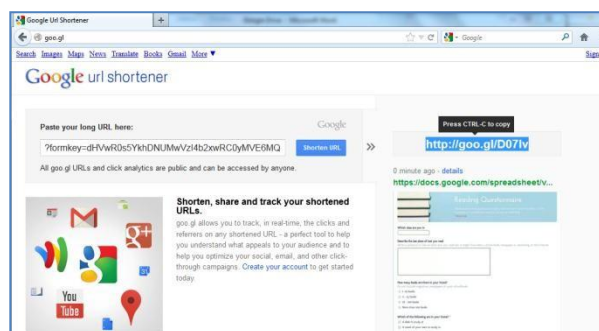 Google Url Shortener
goo.gl
Google
Search Images Maps News Translate Books Gmail More ▼
Sign
Google url shortener
Paste your long URL here:
Google
?formkey=dHVwR0s5YkhDNUMwVzI4b2xwRC0yMVE6MQ
Shorten URL
All goo.gl URLs and click analytics are public and can be accessed by anyone.
Press CTRL-C to copy
http://goo.gl/D07Iv
0 minute ago - details
https://docs.google.com/spreadsheet/v...
Reading Questionnaire
Shorten, share and track your shortened
URLs.
goo.gl allows you to track, in real-time, the clicks and
referrers on any shortened URL - a perfect tool to help
you understand what appeals to your audience and to
help you optimize your social, email, and other click-
through campaigns. Create your account to get started
today.
You
Tube